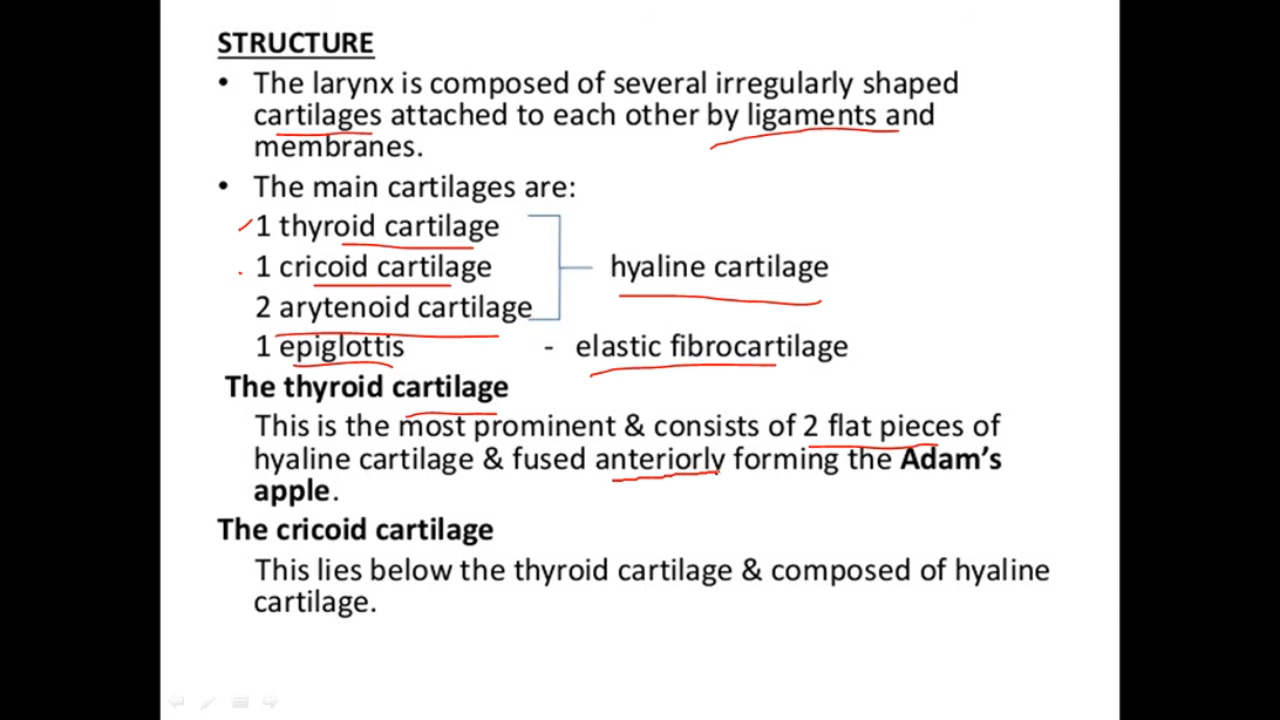 STRUCTURE
• The larynx is composed of several irregularly shaped
cartilages attached to each other by ligaments and
membranes.
• The main cartilages are:
1 thyroid cartilage
1 cricoid cartilage hyaline cartilage
2 arytenoid cartilage
1 epiglottis - elastic fibrocartilage
The thyroid cartilage
This is the most prominent & consists of 2 flat pieces of
hyaline cartilage & fused anteriorly forming the Adam’s
apple.
The cricoid cartilage
This lies below the thyroid cartilage & composed of hyaline
cartilage.